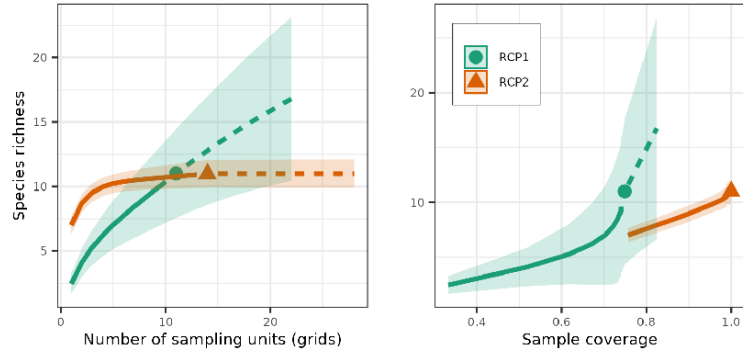 Species richness
20
15
10
5
0
10
20
Number of sampling units (grids)
RCP1
RCP2
20
10
0.4
0.6
0.8
1.0
Sample coverage